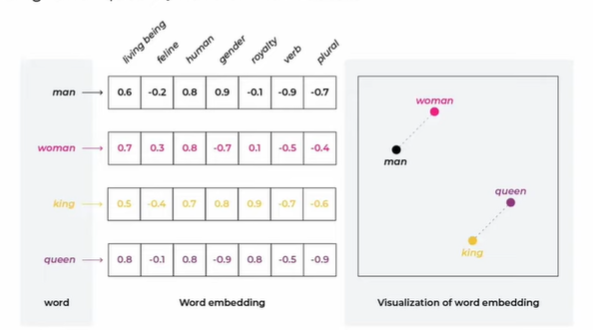 living being feline human gender royalty verb plural
man 0.6 -0.2 0.8 0.9 -0.1 -0.9 -0.7
woman 0.7 0.3 0.8 -0.7 0.1 -0.5 -0.4
king 0.5 -0.4 0.7 0.8 0.9 -0.7 -0.6
queen 0.8 -0.1 0.8 -0.9 0.8 -0.5 -0.9
word Word embedding
woman
man
queen
king
Visualization of word embedding